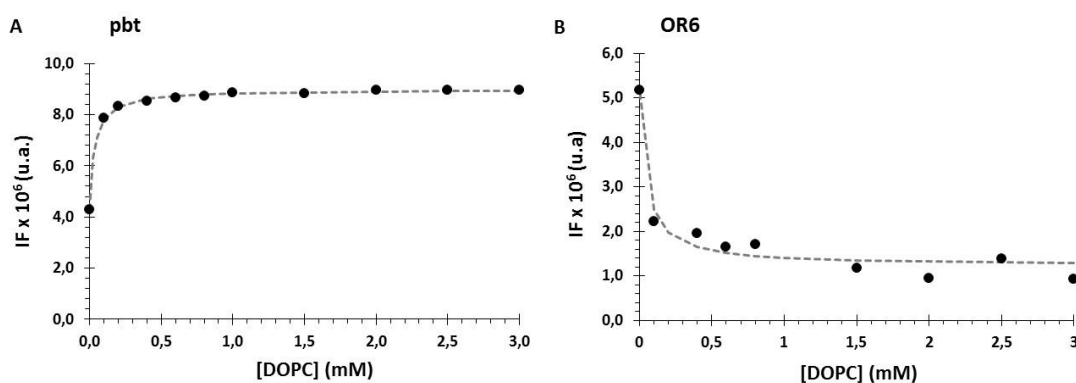 A pbt
10,0
8,0
6,0
4,0
2,0
0,0
IF x 10⁶ (u.a.)
0,0 0,5 1,0 1,5 2,0 2,5 3,0
[DOPC] (mM)
B OR6
6,0
5,0
4,0
3,0
2,0
1,0
0,0
IF x 10⁶ (u.a)
0 0,5 1 1,5 2 2,5 3
[DOPC] (mM)